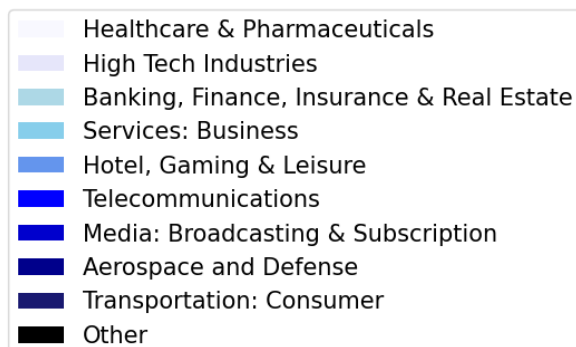 Healthcare & Pharmaceuticals
High Tech Industries
Banking, Finance, Insurance & Real Estate
Services: Business
Hotel, Gaming & Leisure
Telecommunications
Media: Broadcasting & Subscription
Aerospace and Defense
Transportation: Consumer
Other